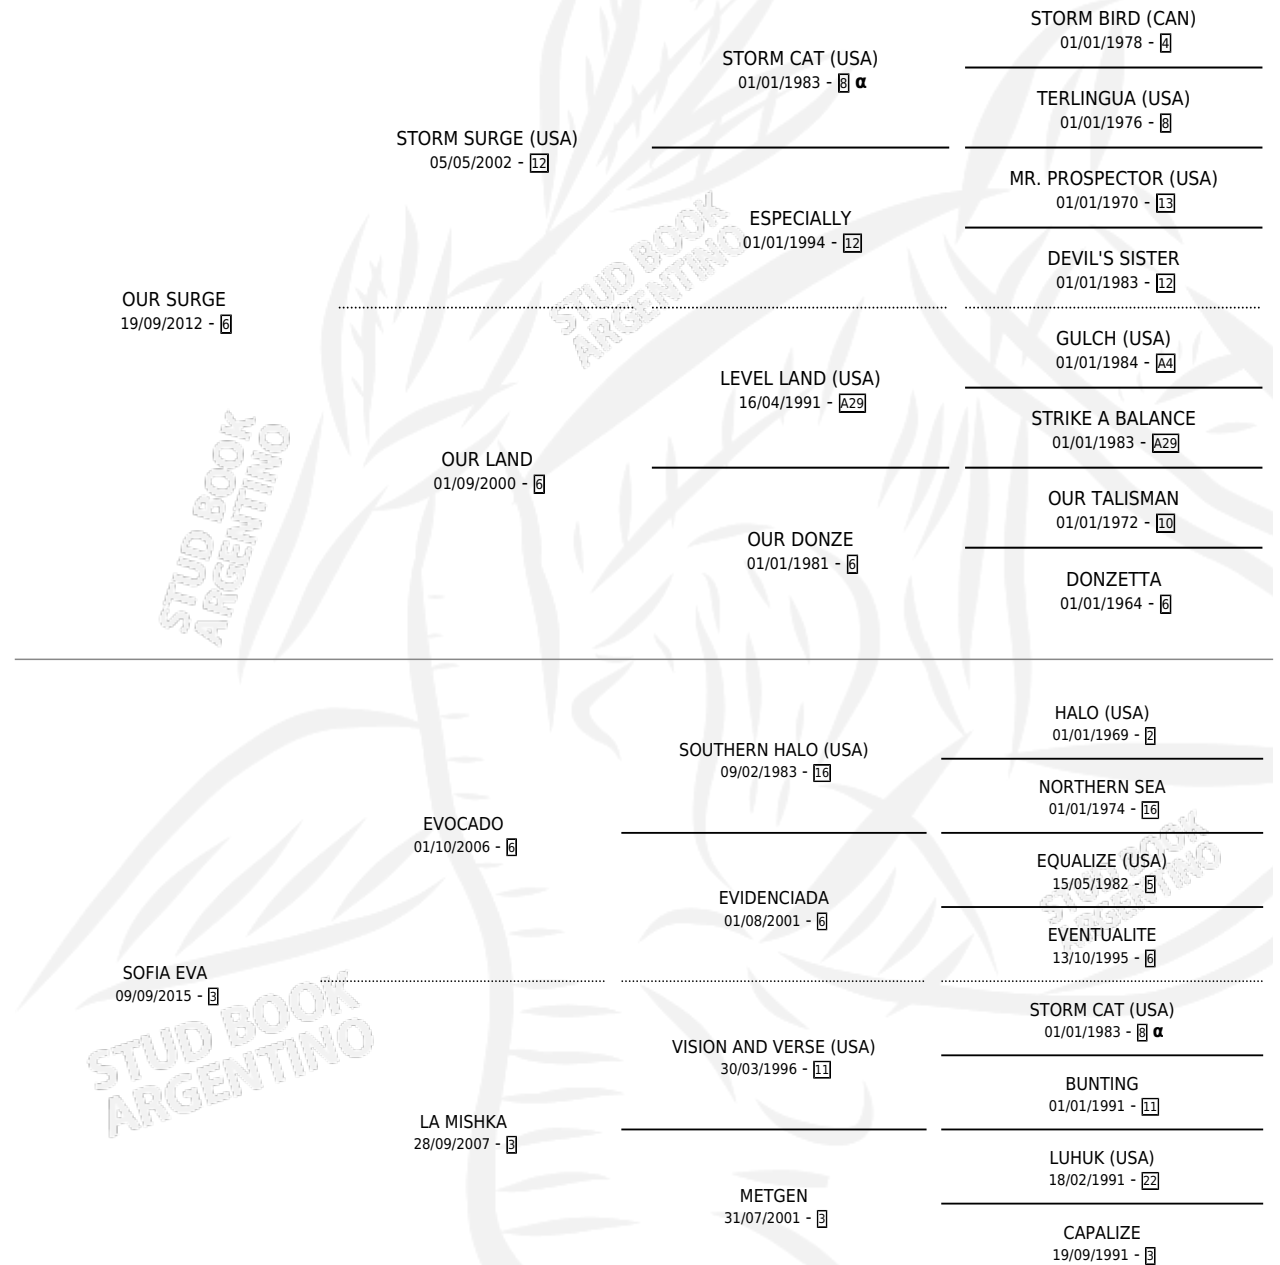 STORM BIRD (CAN)
01/01/1978 - 4
STORM CAT (USA)
01/01/1983 - 8 α
TERLINGUA (USA)
01/01/1976 - 8
STORM SURGE (USA)
05/05/2002 - 12
MR. PROSPECTOR (USA)
01/01/1970 - 13
ESPECIALLY
01/01/1994 - 12
DEVIL'S SISTER
01/01/1983 - 12
OUR SURGE
19/09/2012 - 6
GULCH (USA)
01/01/1984 - A4
LEVEL LAND (USA)
16/04/1991 - A29
STRIKE A BALANCE
01/01/1983 - A29
OUR LAND
01/09/2000 - 6
OUR TALISMAN
01/01/1972 - 10
OUR DONZE
01/01/1981 - 6
DONZETTA
01/01/1964 - 6
HALO (USA)
01/01/1969 - 2
SOUTHERN HALO (USA)
09/02/1983 - 16
NORTHERN SEA
01/01/1974 - 16
EVOCADO
01/10/2006 - 6
EQUALIZE (USA)
15/05/1982 - 5
EVIDENCIADA
01/08/2001 - 6
EVENTUALITE
13/10/1995 - 6
SOFIA EVA
09/09/2015 - 3
STORM CAT (USA)
01/01/1983 - 8 α
VISION AND VERSE (USA)
30/03/1996 - 11
BUNTING
01/01/1991 - 11
LA MISHKA
28/09/2007 - 3
LUHUK (USA)
18/02/1991 - 22
METGEN
31/07/2001 - 3
CAPALIZE
19/09/1991 - 3
STUD BOOK
ARGENTINO
STUD BOOK
ARGENTINO
STUD BOOK
ARGENTINO
STUD BOOK
ARGENTINO